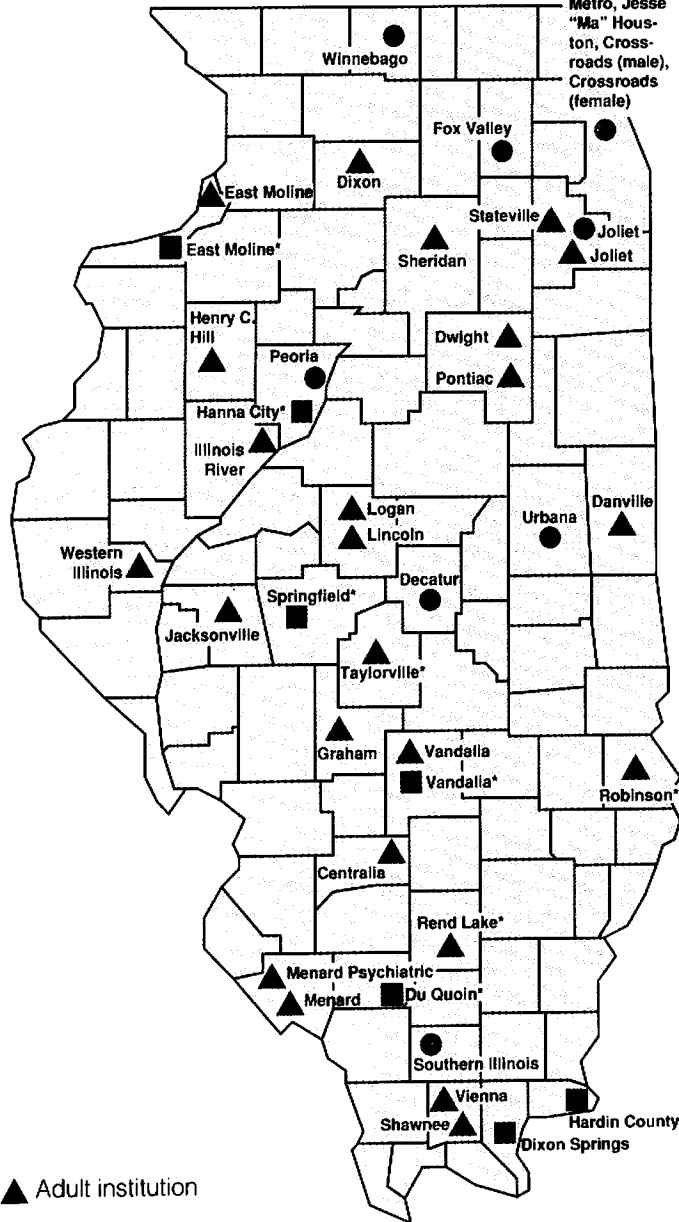 Metro, Jesse
“Ma” Hous-
ton, Cross-
roads (male),
Crossroads
(female)
Winnebago
Fox Valley
Dixon
East Moline
Stateville
Joliet
East Moline*
Sheridan
Joliet
Henry C.
Hill
Dwight
Peoria
Pontiac
Hanna City*
Illinois
River
Logan
Danville
Urbana
Lincoln
Western
Illinois
Decatur
Springfield*
Jacksonville
Taylorville*
Graham
Vandalia
Vandalia*
Robinson*
Centralia
Rend Lake*
Menard Psychiatric
Du Quoin*
Menard
Southern Illinois
Vienna
Shawnee
Hardin County
Dixon Springs
Adult institution